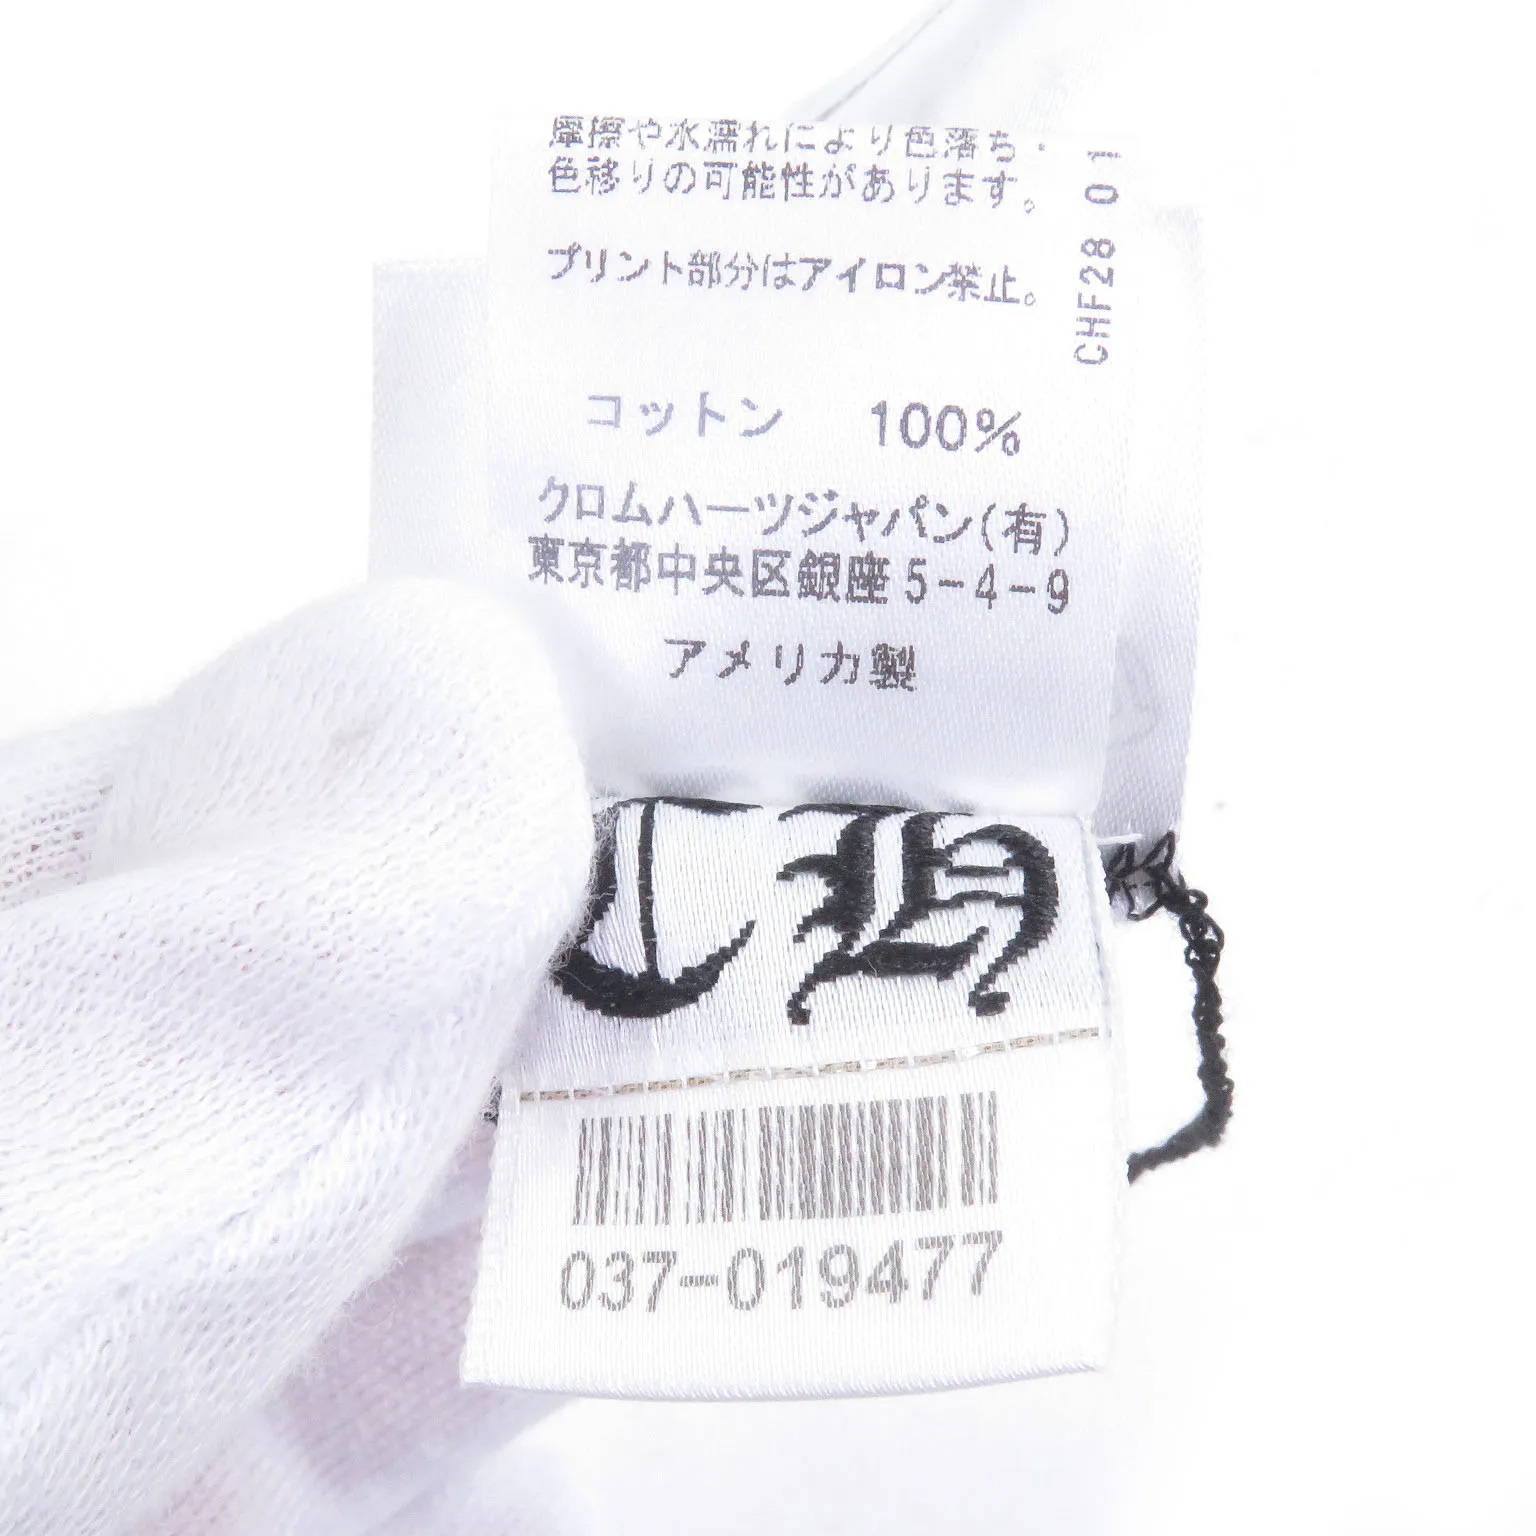 摩擦や水濡れにより色落ち・
色移りの可能性があります。
プリント部分はアイロン禁止。
CHF28 01
コットン 100%
クロムハーツジャパン(有)
東京都中央区銀座5-4-9
アメリカ製
CH
037-019477